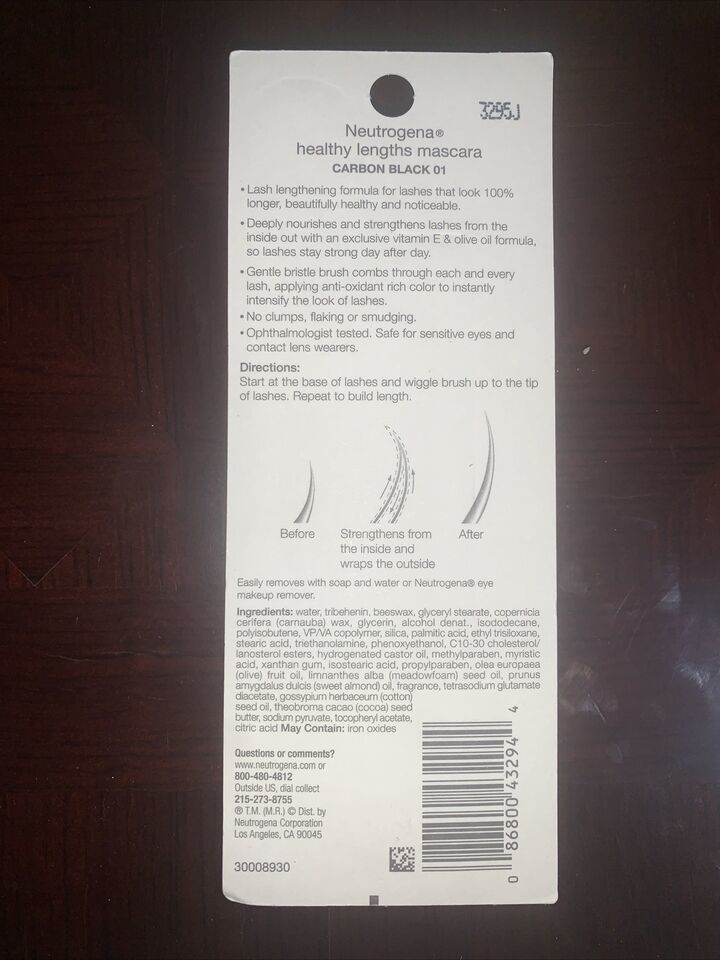 3295J
Neutrogena®
healthy lengths mascara
CARBON BLACK 01
• Lash lengthening formula for lashes that look 100%
longer, beautifully healthy and noticeable.
• Deeply nourishes and strengthens lashes from the
inside out with an exclusive vitamin E & olive oil formula,
so lashes stay strong day after day.
• Gentle bristle brush combs through each and every
lash, applying anti-oxidant rich color to instantly
intensify the look of lashes.
• No clumps, flaking or smudging.
• Ophthalmologist tested. Safe for sensitive eyes and
contact lens wearers.
Directions:
Start at the base of lashes and wiggle brush up to the tip
of lashes. Repeat to build length.
Before
Strengthens from
the inside and
wraps the outside
After
Easily removes with soap and water or Neutrogena® eye
makeup remover.
Ingredients: water, tribehenin, beeswax, glyceryl stearate, copernicia
cerifera (carnauba) wax, glycerin, alcohol denat., isododecane,
polyisobutene, VP/VA copolymer, silica, palmitic acid, ethyl trisiloxane,
stearic acid, triethanolamine, phenoxyethanol, C10-30 cholesterol/
lanosterol esters, hydrogenated castor oil, methylparaben, myristic
acid, xanthan gum, isostearic acid, propylparaben, olea europaea
(olive) fruit oil, limnanthes alba (meadowfoam) seed oil, prunus
amygdalus dulcis (sweet almond) oil, fragrance, tetrasodium glutamate
diacetate, gossypium herbaceum (cotton)
seed oil, theobroma cacao (cocoa) seed
butter, sodium pyruvate, tocopheryl acetate,
citric acid May Contain: iron oxides
Questions or comments?
www.neutrogena.com or
800-480-4812
Outside US, dial collect
215-273-8755
® T.M. (M.R.) © Dist. by
Neutrogena Corporation
Los Angeles, CA 90045
30008930
0 86800 43294 4